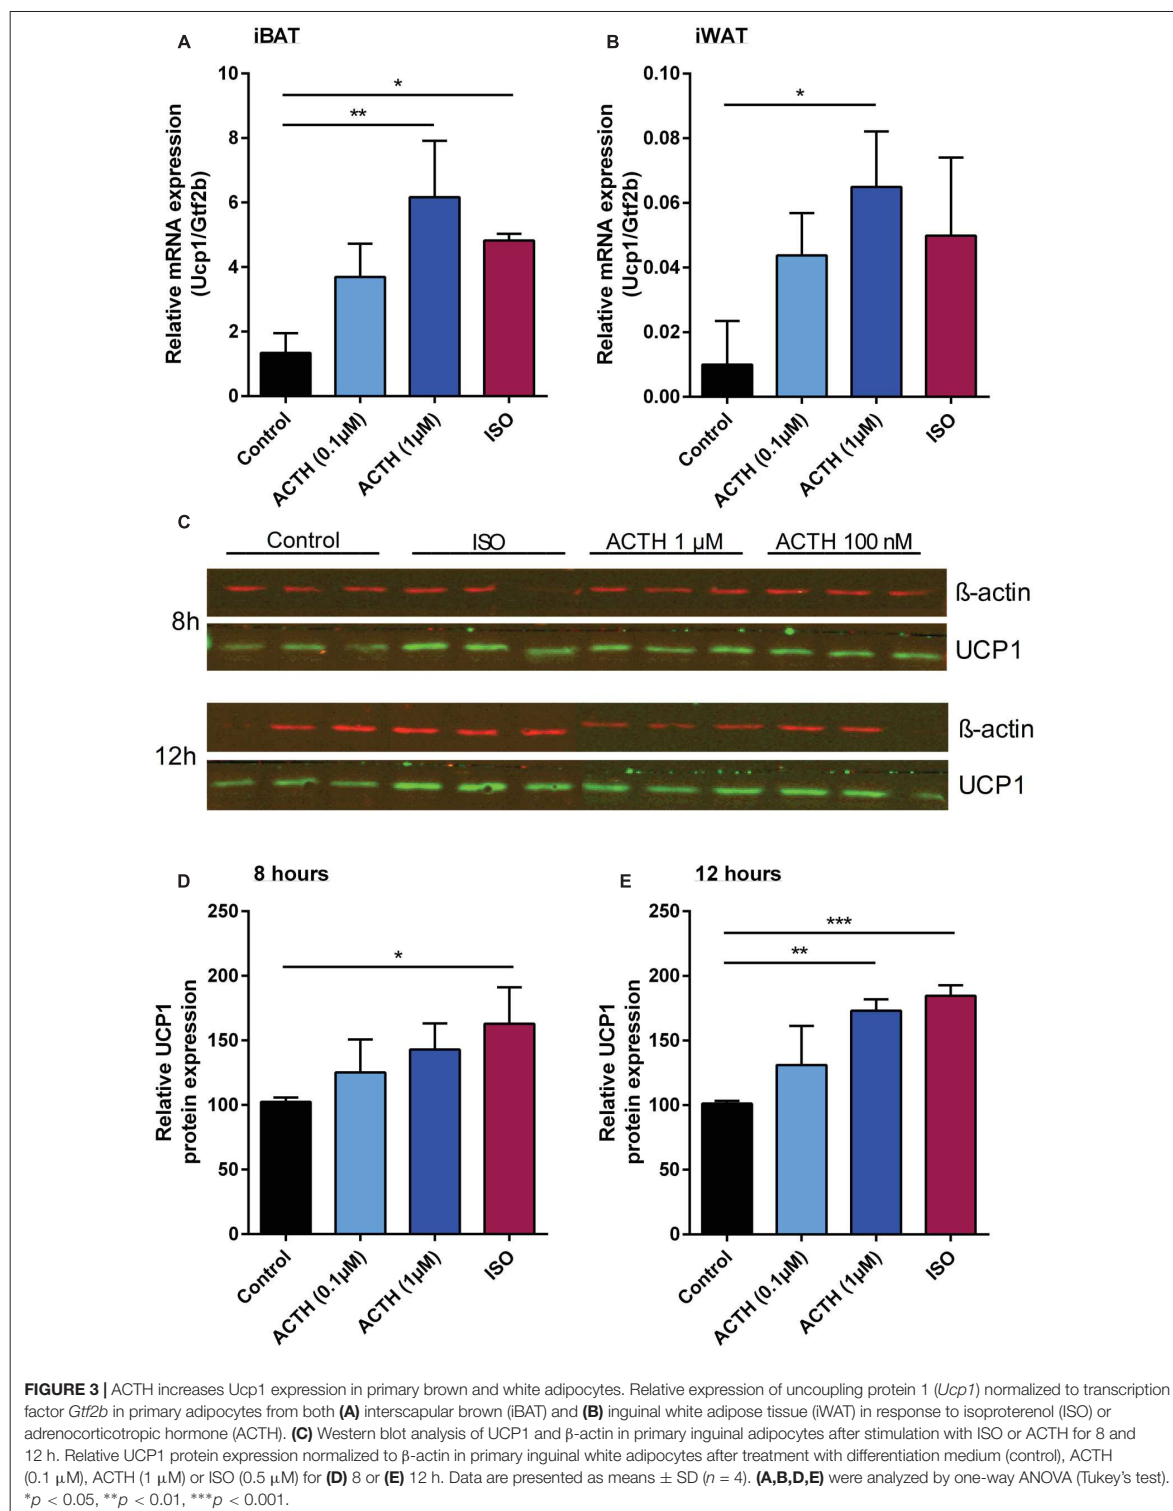 A
iBAT
10
8
6
4
2
0
Relative mRNA expression
(Ucp1/Gtf2b)
*
**
Control
ACTH (0.1µM)
ACTH (1µM)
ISO
B
iWAT
0.10
0.08
0.06
0.04
0.02
0.00
Relative mRNA expression
(Ucp1/Gtf2b)
*
Control
ACTH (0.1µM)
ACTH (1µM)
ISO
C
Control
ISO
ACTH 1 µM
ACTH 100 nM
8h
ß-actin
UCP1
12h
ß-actin
UCP1
D
8 hours
250
200
150
100
50
0
Relative UCP1
protein expression
*
Control
ACTH (0.1µM)
ACTH (1µM)
ISO
E
12 hours
250
200
150
100
50
0
Relative UCP1
protein expression
***
**
Control
ACTH (0.1µM)
ACTH (1µM)
ISO
FIGURE 3 | ACTH increases Ucp1 expression in primary brown and white adipocytes. Relative expression of uncoupling protein 1 (Ucp1) normalized to transcription
factor Gtf2b in primary adipocytes from both (A) interscapular brown (iBAT) and (B) inguinal white adipose tissue (iWAT) in response to isoproterenol (ISO) or
adrenocorticotropic hormone (ACTH). (C) Western blot analysis of UCP1 and β-actin in primary inguinal adipocytes after stimulation with ISO or ACTH for 8 and
12 h. Relative UCP1 protein expression normalized to β-actin in primary inguinal white adipocytes after treatment with differentiation medium (control), ACTH
(0.1 µM), ACTH (1 µM) or ISO (0.5 µM) for (D) 8 or (E) 12 h. Data are presented as means ± SD (n = 4). (A,B,D,E) were analyzed by one-way ANOVA (Tukey's test).
*p < 0.05, **p < 0.01, ***p < 0.001.